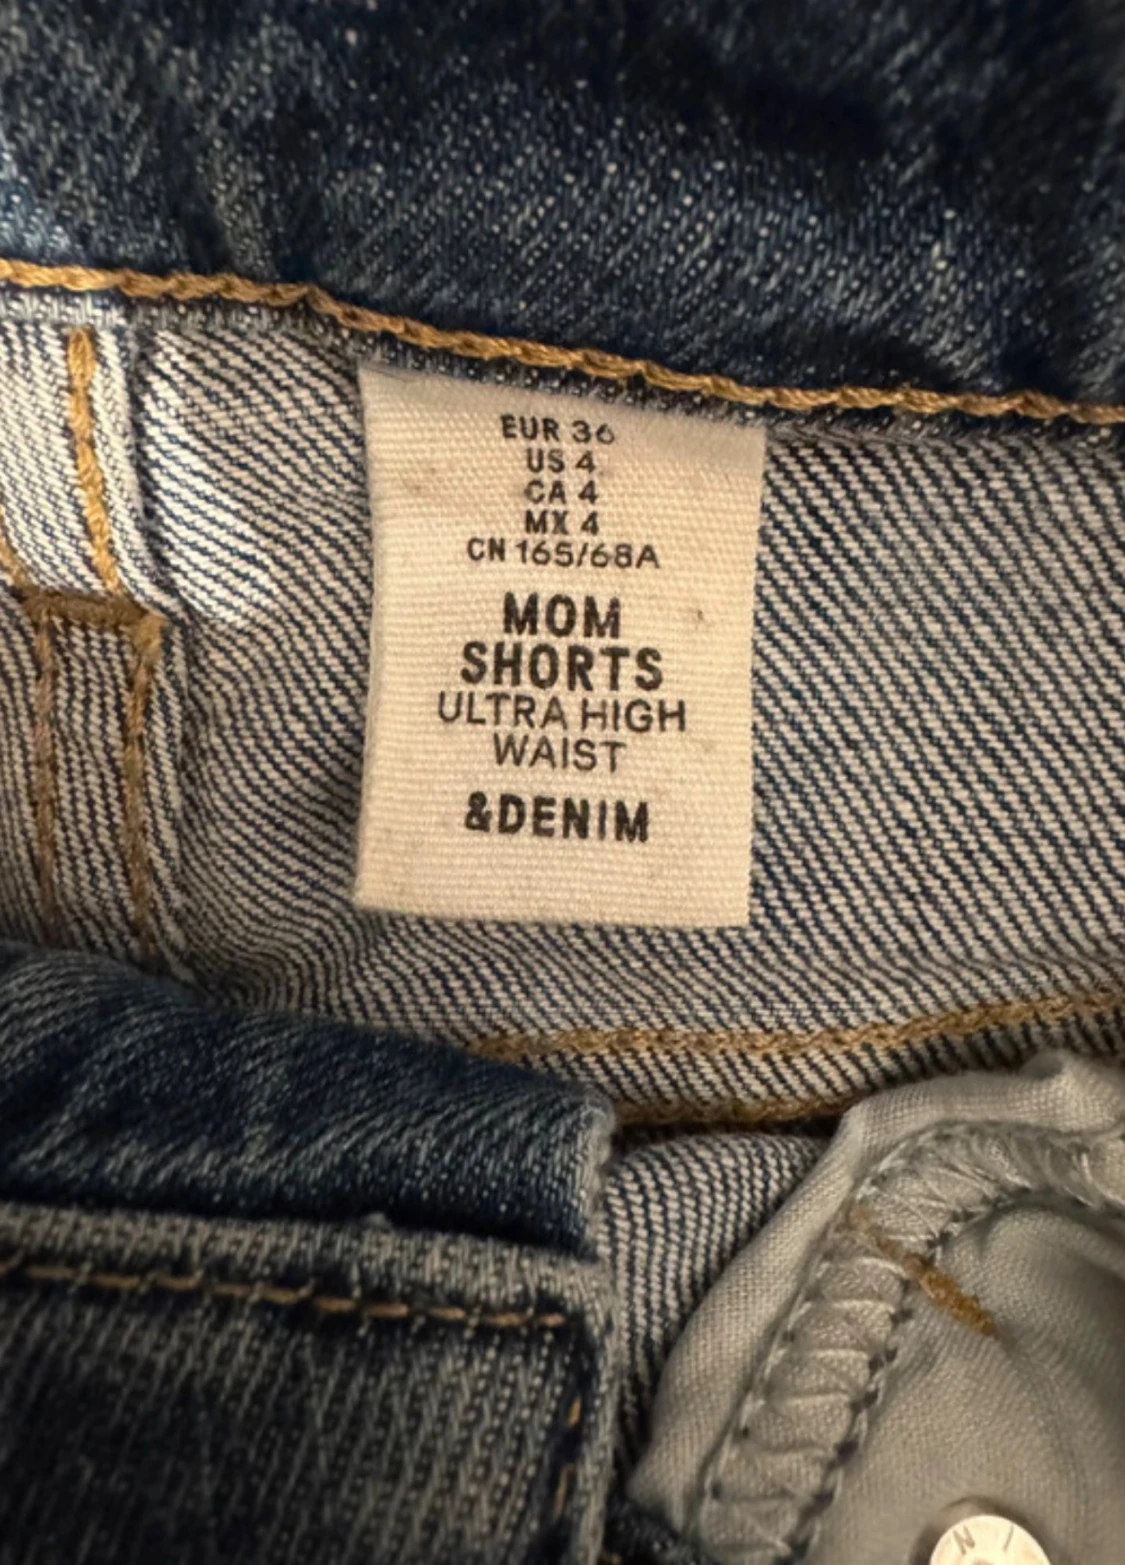 EUR 36
US 4
CA 4
MX 4
CN 165/68A
MOM
SHORTS
ULTRA HIGH
WAIST
&DENIM